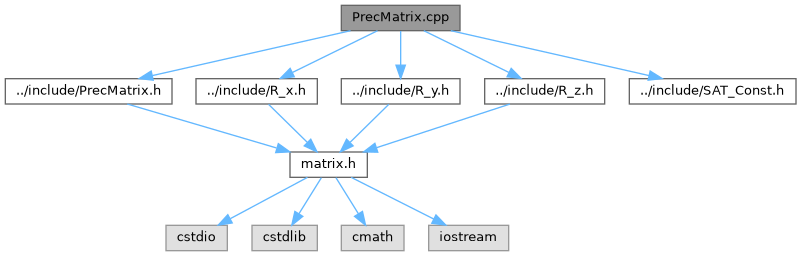 PrecMatrix.cpp
../include/PrecMatrix.h
../include/R_x.h
../include/R_y.h
../include/R_z.h
../include/SAT_Const.h
matrix.h
cstdio
cstdlib
cmath
iostream